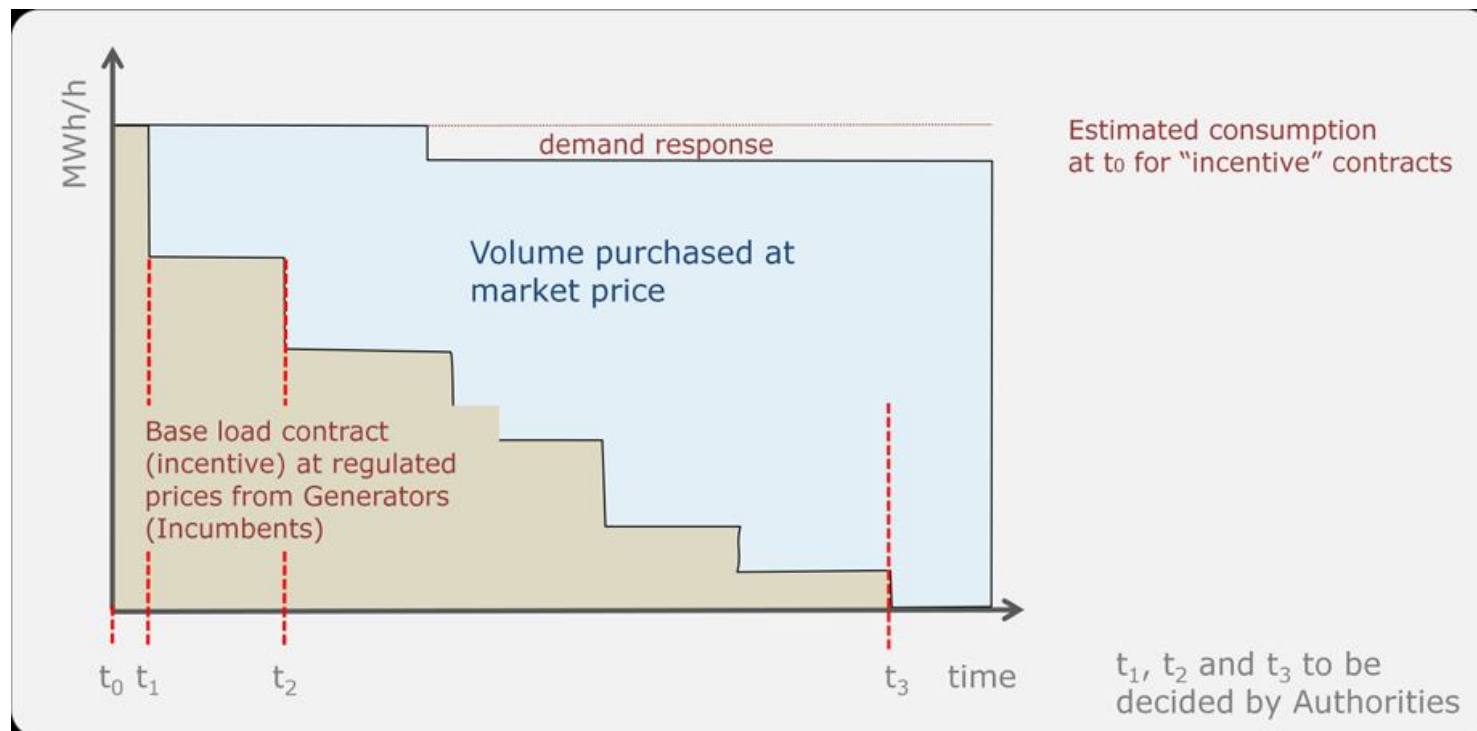 MWh/h
demand response
Estimated consumption
at t₀ for “incentive” contracts
Volume purchased at
market price
Base load contract
(incentive) at regulated
prices from Generators
(Incumbents)
t₀ t₁ t₂ t₃ time
t₁, t₂ and t₃ to be
decided by Authorities